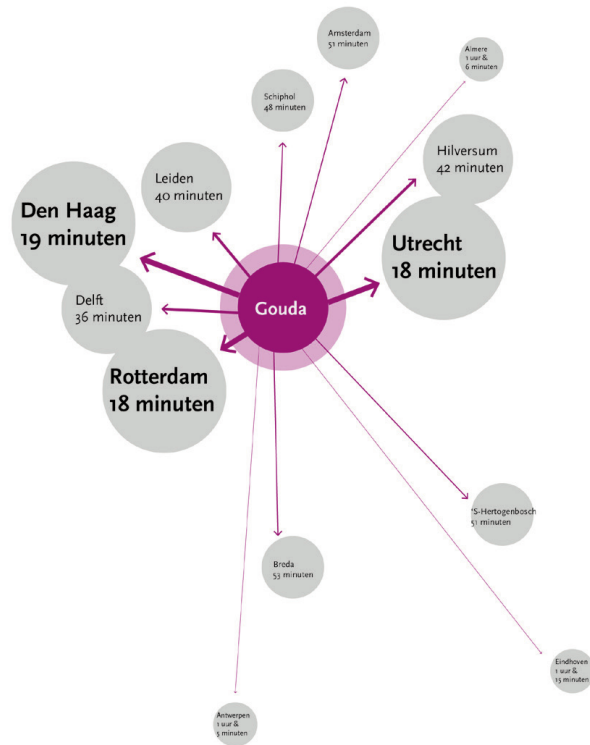 Amsterdam
51 minuten
Almere
1 uur &
6 minuten
Schiphol
48 minuten
Hilversum
42 minuten
Leiden
40 minuten
Den Haag
19 minuten
Utrecht
18 minuten
Delft
36 minuten
Gouda
Rotterdam
18 minuten
'S-Hertogenbosch
51 minuten
Breda
53 minuten
Eindhoven
1 uur &
15 minuten
Antwerpen
1 uur &
5 minuten